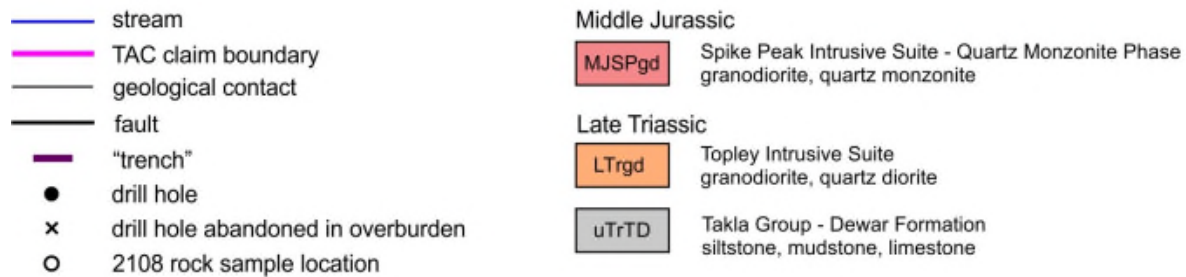 stream
TAC claim boundary
geological contact
fault
“trench”
drill hole
drill hole abandoned in overburden
2108 rock sample location
Middle Jurassic
MJSPgd
Spike Peak Intrusive Suite - Quartz Monzonite Phase
granodiorite, quartz monzonite
Late Triassic
LTrgd
Topley Intrusive Suite
granodiorite, quartz diorite
uTrTD
Takla Group - Dewar Formation
siltstone, mudstone, limestone